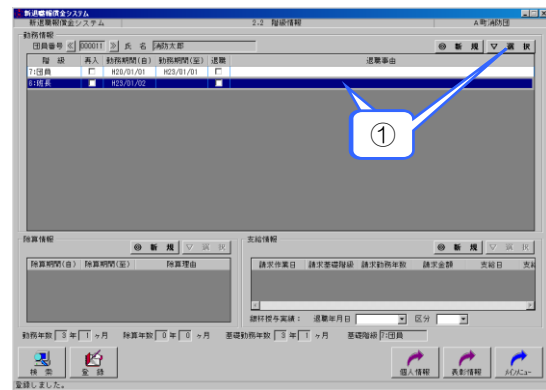 新退職報償金システム
新退職報償金システム 2.2 階級情報 A町消防団
勤務情報
団員番号 《 000011 》 氏 名 消防太郎 ◎ 新 規 ▽ 選 択
階 級 再入 勤務期間(自) 勤務期間(至) 退職 退職事由
7:団員 H20/01/01 H23/01/01
6:班長 H23/01/02
①
除算情報 ◎ 新 規 ▽ 選 択
除算期間(自) 除算期間(至) 除算理由
支給情報 ◎ 新 規 ▽ 選 択
請求作業日 請求基礎階級 請求勤務年数 請求金額 支給日 支給
授与実績: 退職年月日 区分
勤務年数 3 年 1 ヶ月 除算年数 0 年 0 ヶ月 基礎勤務年数 3 年 1 ヶ月 基礎階級 7:団員
検 索 登 録 個人情報 表彰情報 メインメニュー
登録しました。